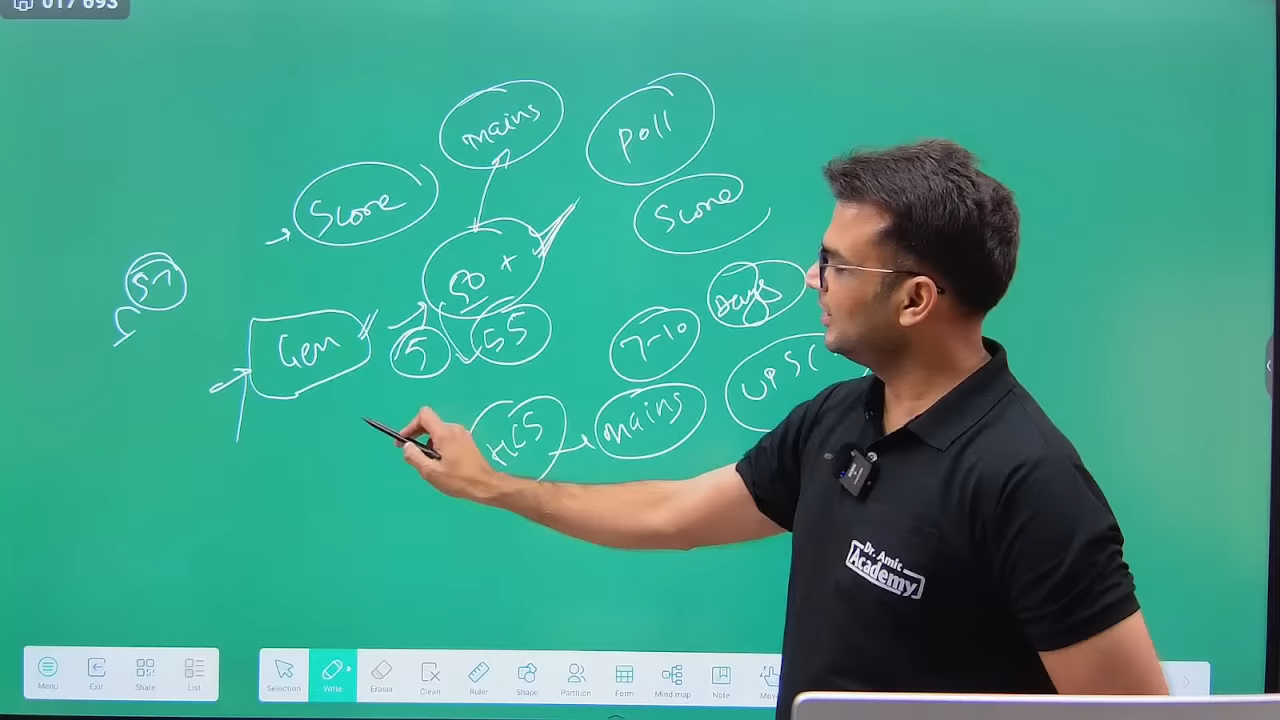 017 693
mains
poll
Score
Score
50 +
57
Days
Gen
5
55
7-10
UPSC
HCS
mains
Dr. Amit
Academy
Menu
Exit
Share
List
Selection
Write
Eraser
Clean
Ruler
Shape
Partition
Form
Mind map
Note